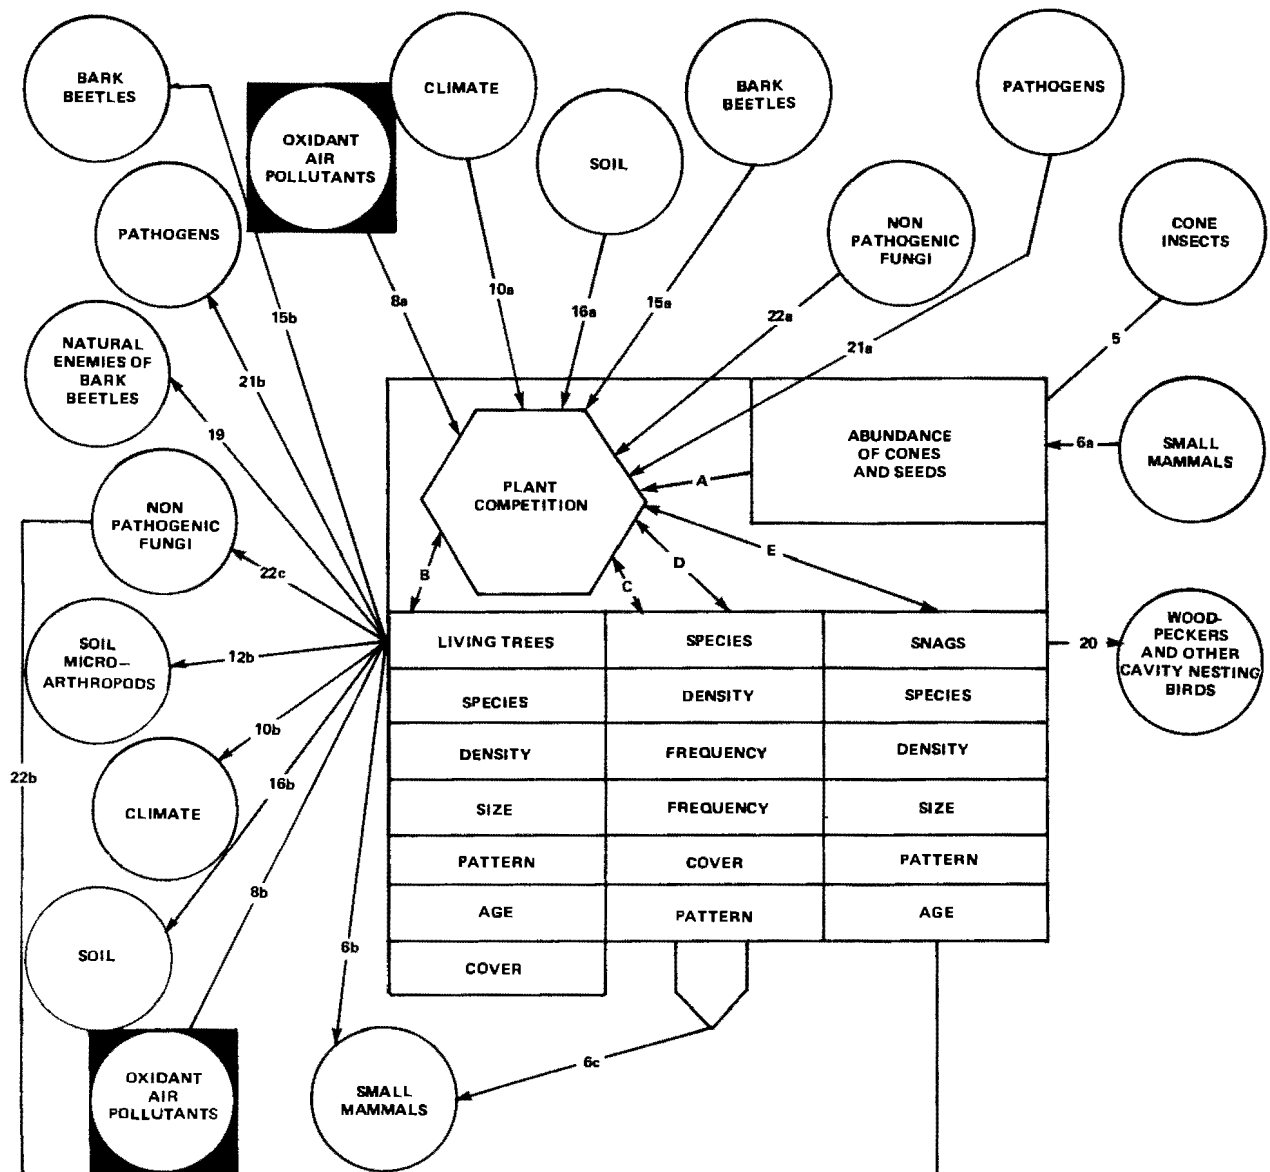 BARK
BEETLES
OXIDANT
AIR
POLLUTANTS
CLIMATE
SOIL
BARK
BEETLES
PATHOGENS
NON
PATHOGENIC
FUNGI
CONE
INSECTS
PATHOGENS
NATURAL
ENEMIES OF
BARK
BEETLES
15b
21b
19
8a
10a
16a
15a
22a
21a
5
6a
SMALL
MAMMALS
ABUNDANCE
OF CONES
AND SEEDS
PLANT
COMPETITION
A
B
C
D
E
NON
PATHOGENIC
FUNGI
22c
SOIL
MICRO—
ARTHROPODS
12b
10b
CLIMATE
16b
22b
SOIL
8b
6b
OXIDANT
AIR
POLLUTANTS
LIVING TREES
SPECIES
DENSITY
SIZE
PATTERN
AGE
COVER
SPECIES
DENSITY
FREQUENCY
FREQUENCY
COVER
PATTERN
SNAGS
SPECIES
DENSITY
SIZE
PATTERN
AGE
20
WOOD-
PECKERS
AND OTHER
CAVITY NESTING
BIRDS
6c
SMALL
MAMMALS